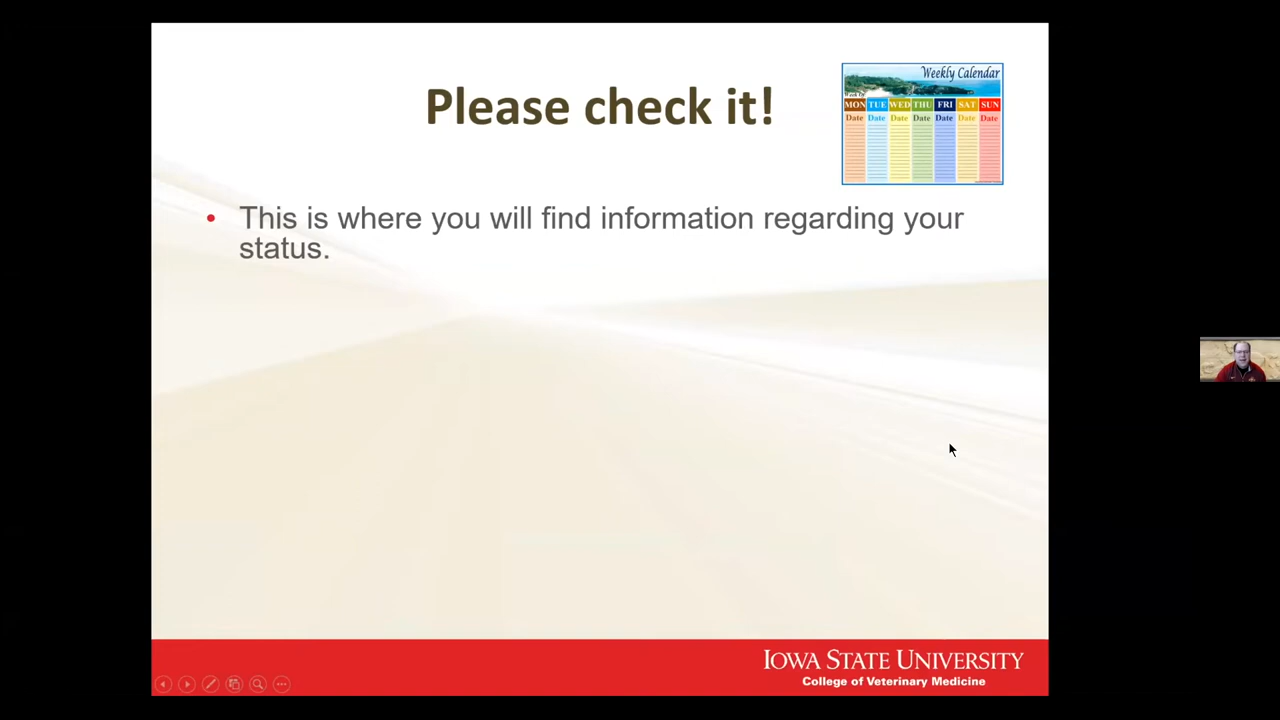 Please check it!
Weekly Calendar
MON TUE WED THU FRI SAT SUN
Date Date Date Date Date Date Date
• This is where you will find information regarding your
status.
IOWA STATE UNIVERSITY
College of Veterinary Medicine